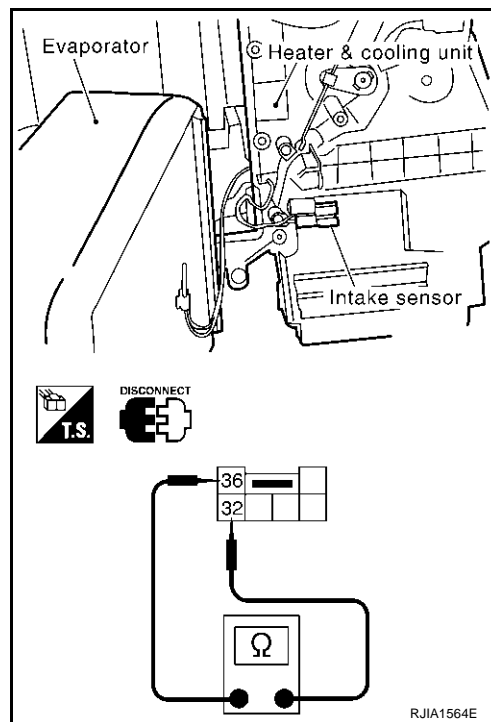 Evaporator
Heater & cooling unit
Intake sensor
T.S.
DISCONNECT
36
32
Ω
RJIA1564E